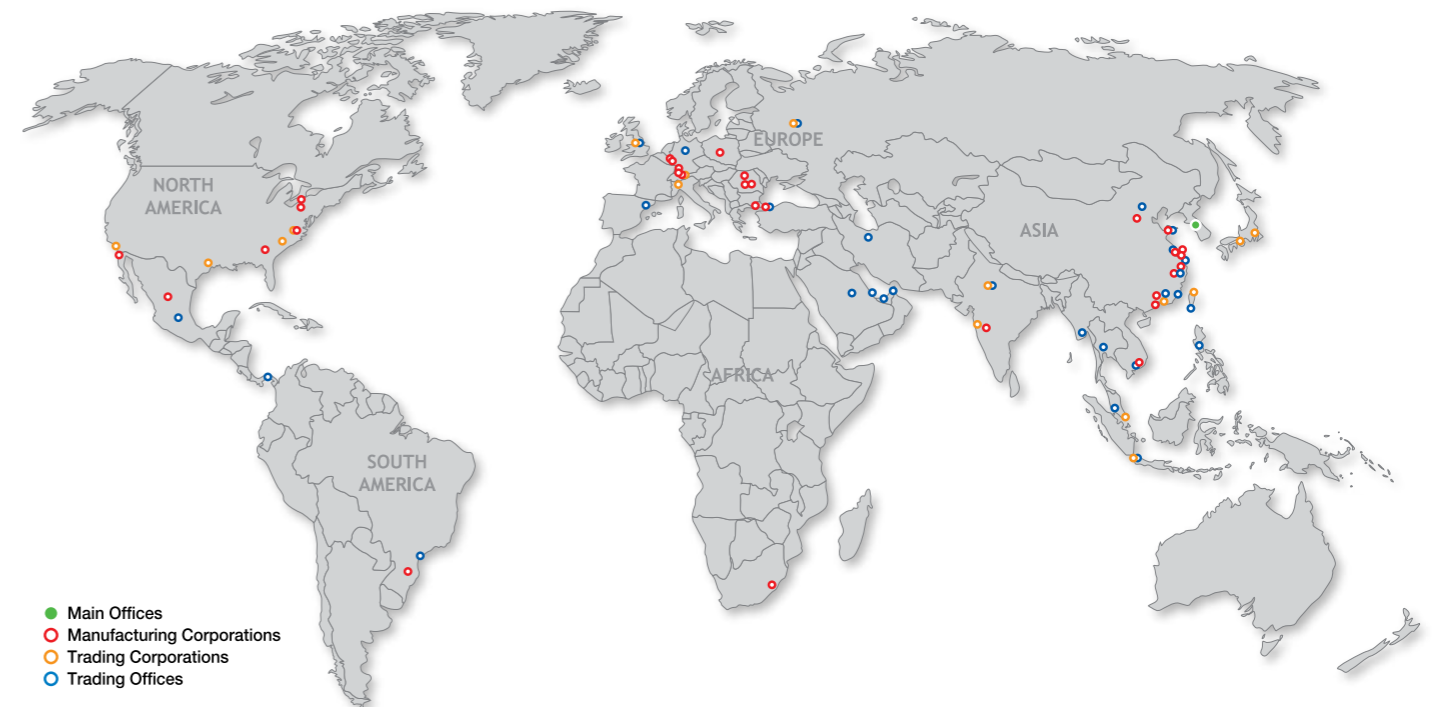 NORTH
AMERICA
EUROPE
ASIA
AFRICA
SOUTH
AMERICA
Main Offices
Manufacturing Corporations
Trading Corporations
Trading Offices